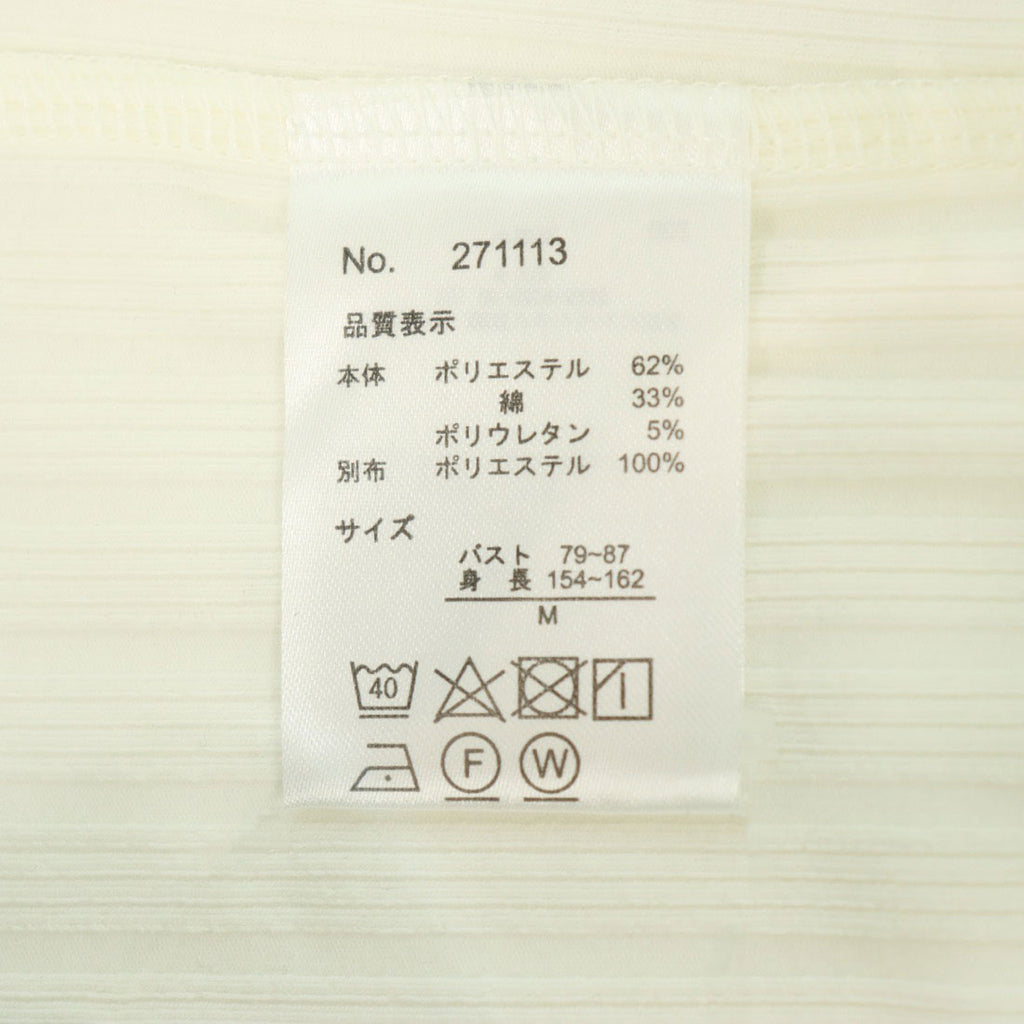 No. 271113
品質表示
本体 ポリエステル 62%
綿 33%
ポリウレタン 5%
別布 ポリエステル 100%
サイズ
バスト 79~87
身 長 154~162
M
40
F W